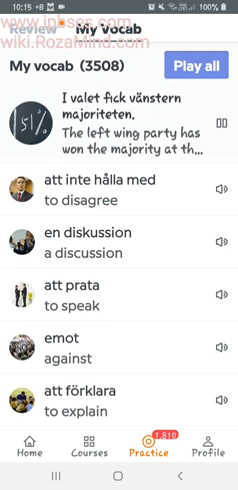 10:15 +B
100%
www.ipases.com
Review My Vocab
wiki.RozaMind.com
My vocab (3508) Play all
51%
I valet fick vänstern
majoriteten.
The left wing party has
won the majority at th...
att inte hålla med
to disagree
en diskussion
a discussion
att prata
to speak
emot
against
att förklara
to explain
1,810
Home Courses Practice Profile